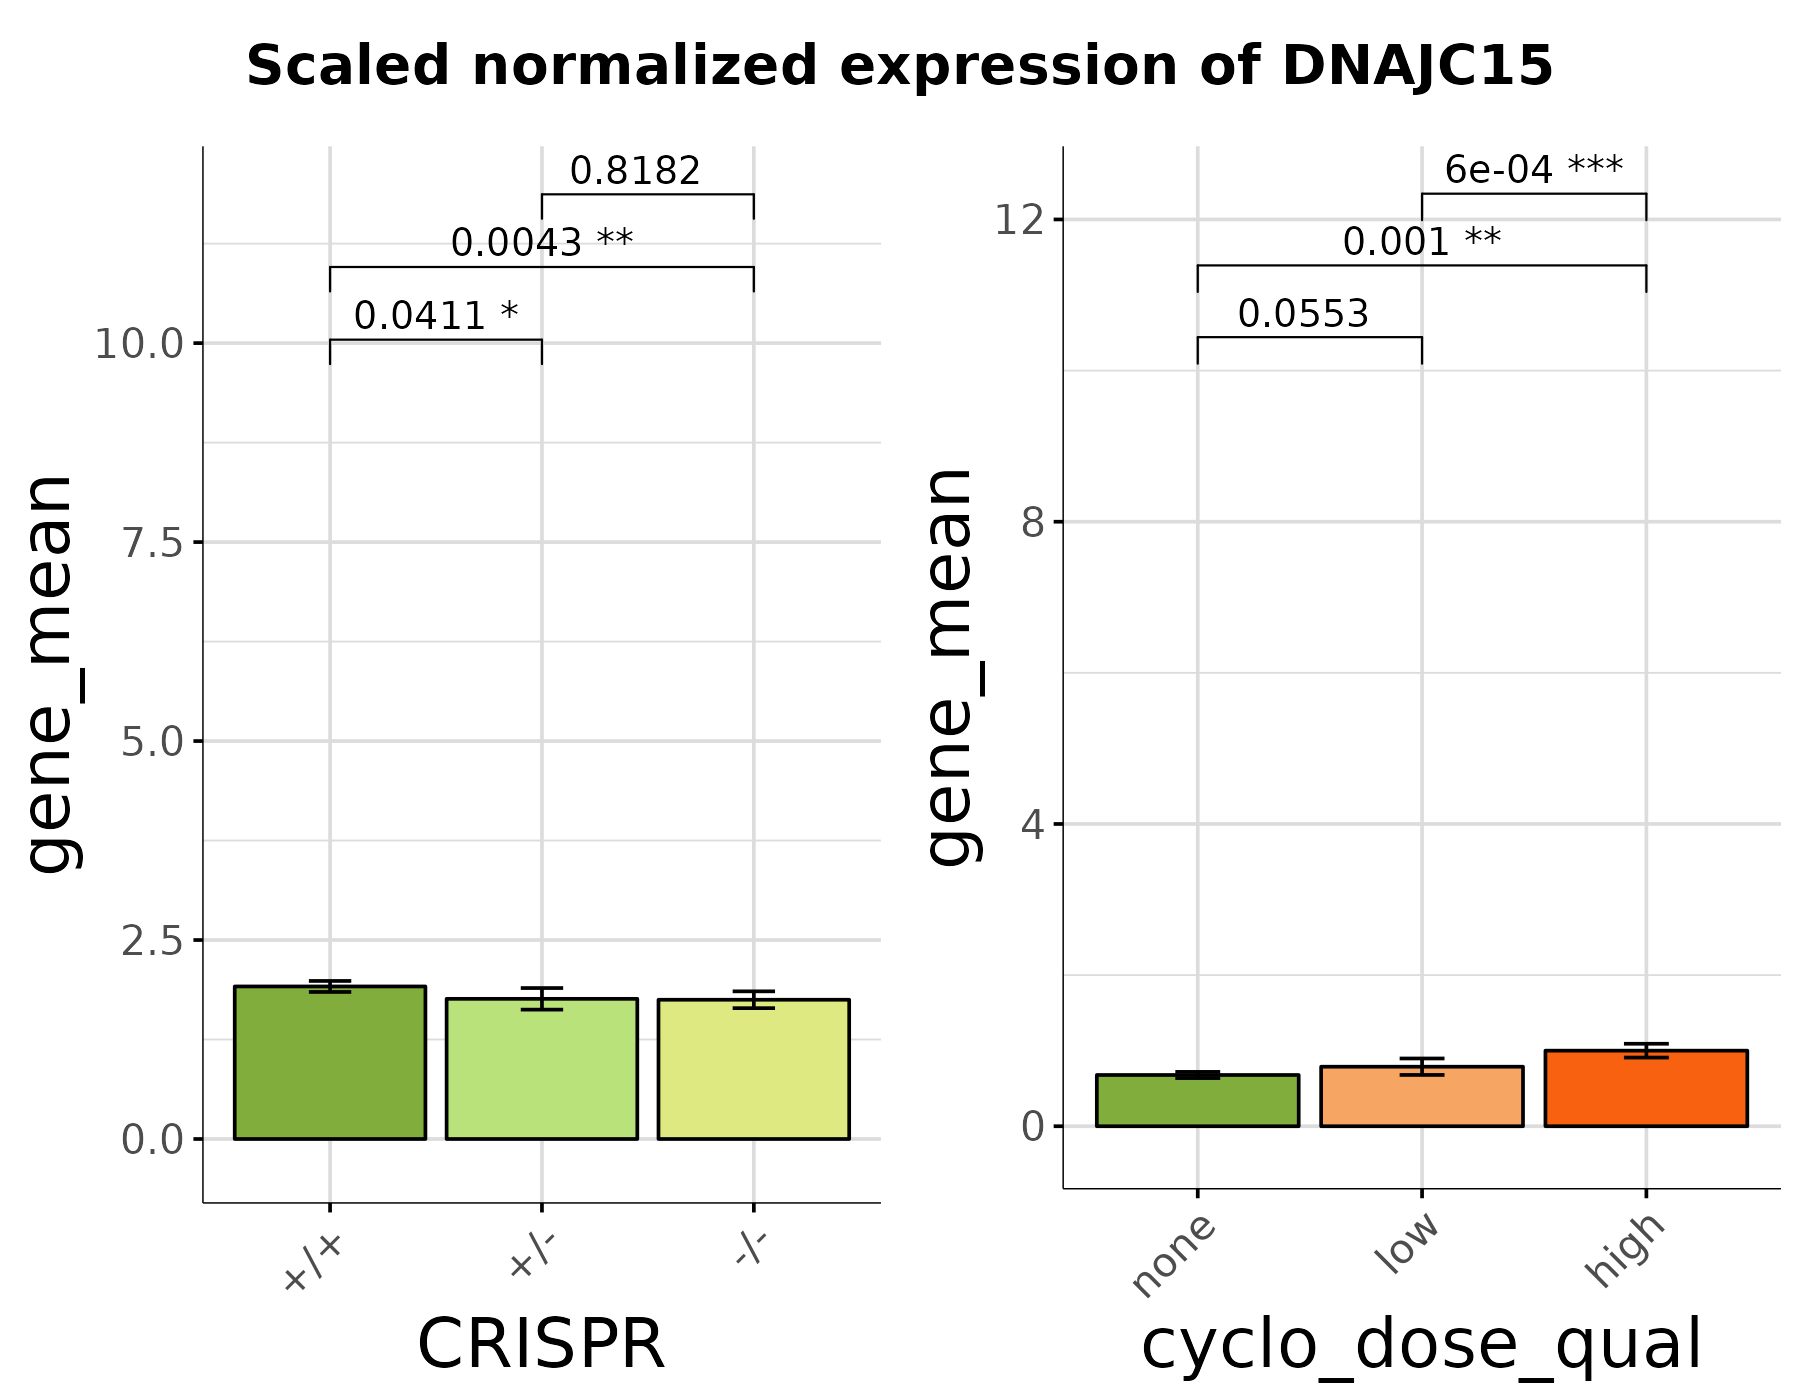 Scaled normalized expression of DNAJC15
0.8182
0.0043 **
0.0411 *
10.0
7.5
5.0
2.5
0.0
gene_mean
+/+
+/-
-/-
CRISPR
6e-04 ***
0.001 **
0.0553
12
8
4
0
gene_mean
none
low
high
cyclo_dose_qual